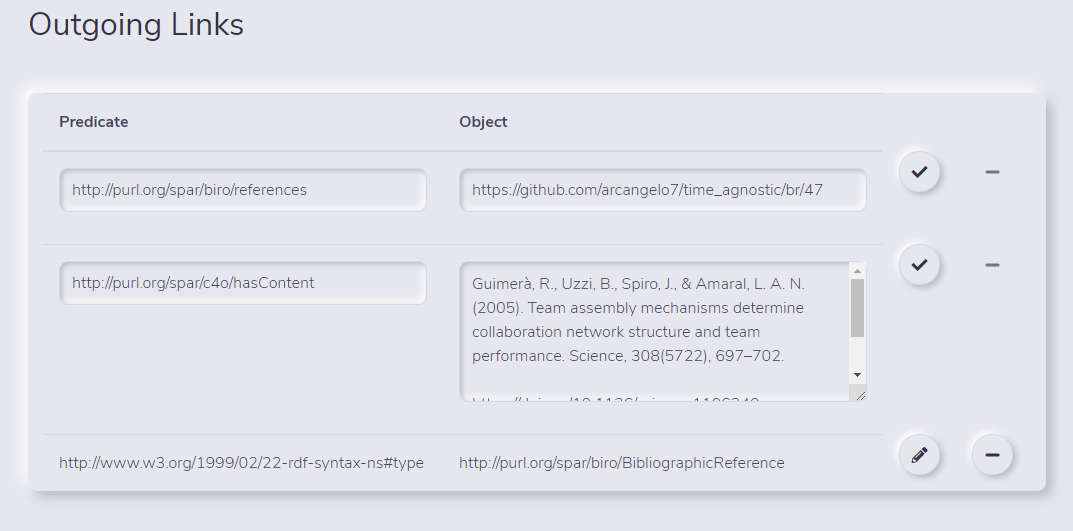 Outgoing Links
Predicate Object
http://purl.org/spar/biro/references https://github.com/arcangelo7/time_agnostic/br/47
http://purl.org/spar/c4o/hasContent
Guimerà, R., Uzzi, B., Spiro, J., & Amaral, L. A. N.
(2005). Team assembly mechanisms determine
collaboration network structure and team
performance. Science, 308(5722), 697–702.
http://www.w3.org/1999/02/22-rdf-syntax-ns#type http://purl.org/spar/biro/BibliographicReference